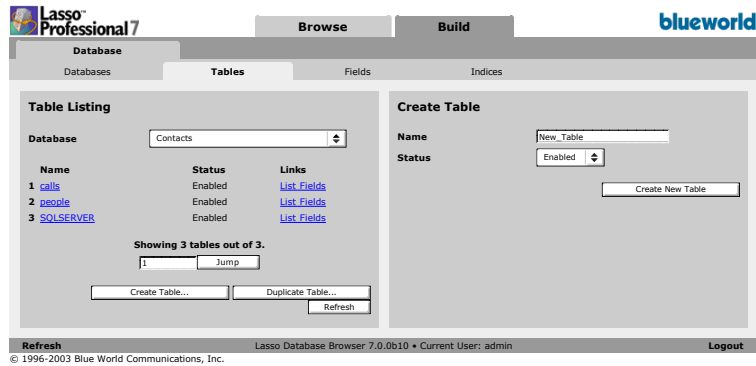 Lasso™
Professional 7
Browse
Build
blueworld
Database
Databases
Tables
Fields
Indices
Table Listing
Database
Contacts
Name Status Links
1 calls Enabled List Fields
2 people Enabled List Fields
3 SQLSERVER Enabled List Fields
Showing 3 tables out of 3.
1 Jump
Create Table... Duplicate Table...
Refresh
Create Table
Name New_Table
Status Enabled
Create New Table
Refresh Lasso Database Browser 7.0.0b10 • Current User: admin Logout
© 1996-2003 Blue World Communications, Inc.